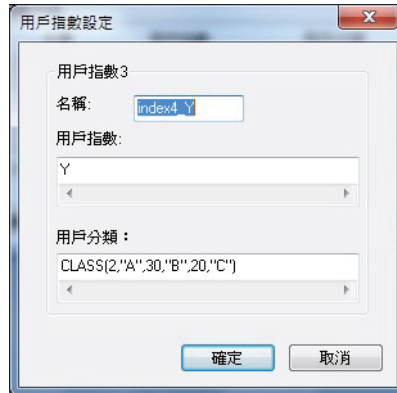 用戶指數設定
用戶指數3
名稱:
index4_Y
用戶指數:
Y
用戶分類：
CLASS(2,"A",30,"B",20,"C")
確定
取消